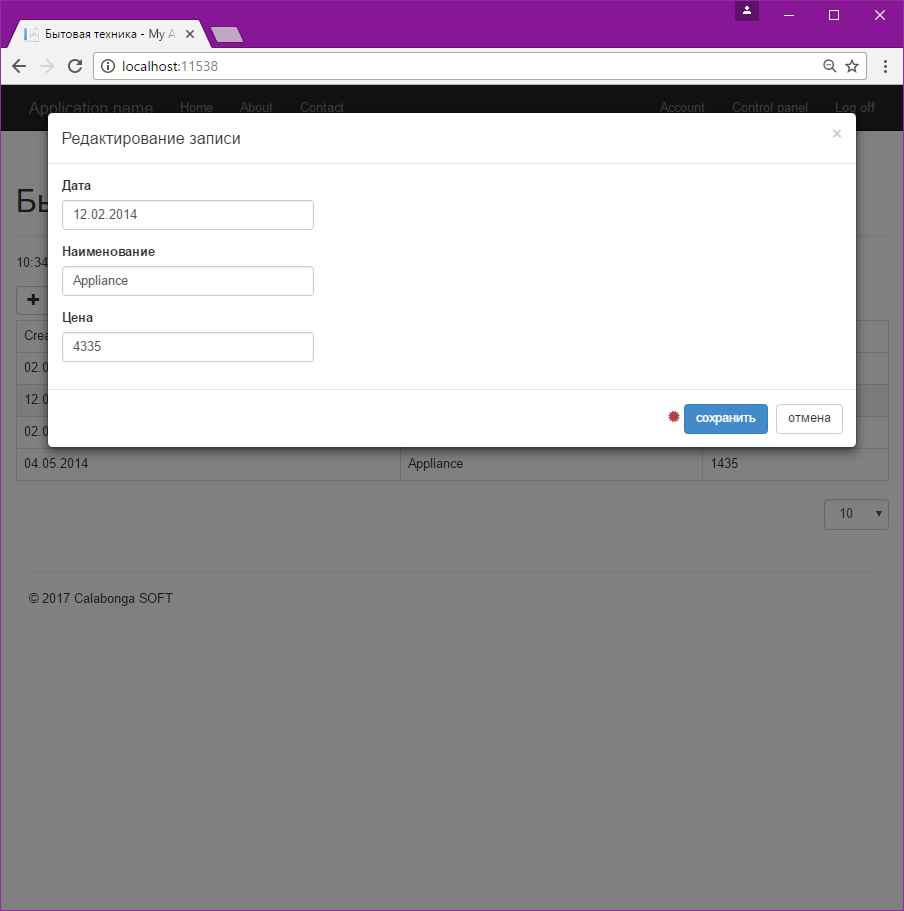 Бытовая техника - My A
localhost:11538
Application name Home About Contact Account Control panel Log off
Редактирование записи ×
Дата
12.02.2014
Наименование
Appliance
Цена
4335
сохранить отмена
Бы
10:34
Crea
02.0
12.0
02.0
04.05.2014 Appliance 1435
10
© 2017 Calabonga SOFT